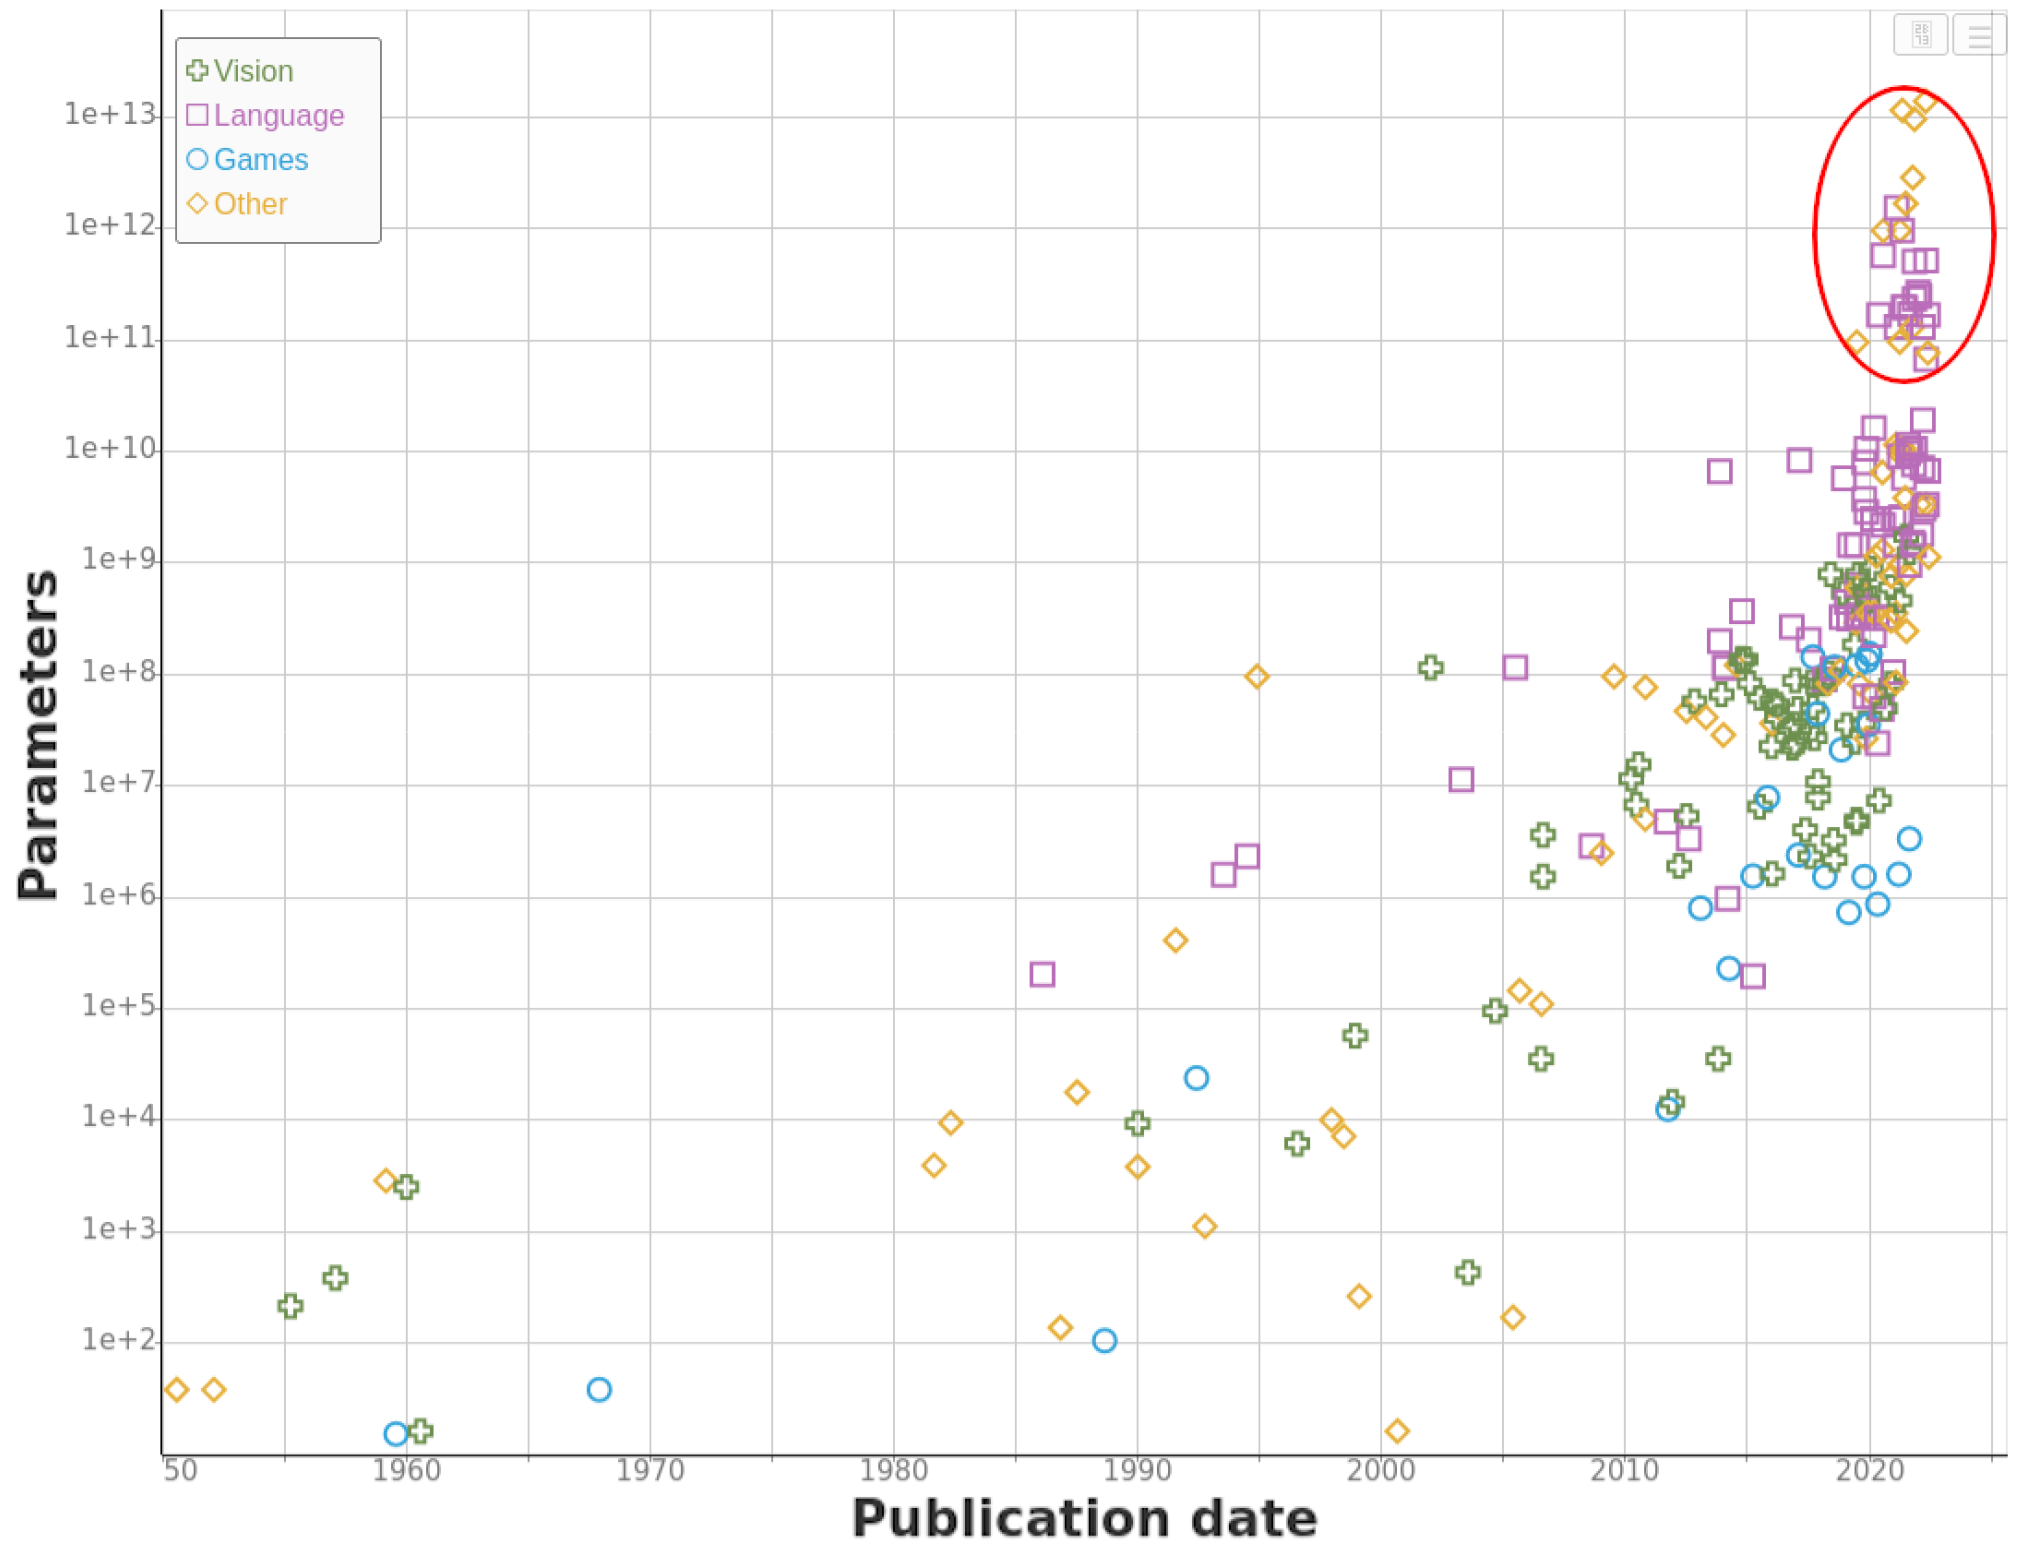 Vision
Language
Games
Other
1e+13
1e+12
1e+11
1e+10
1e+9
1e+8
1e+7
1e+6
1e+5
1e+4
1e+3
1e+2
Parameters
50 1960 1970 1980 1990 2000 2010 2020
Publication date